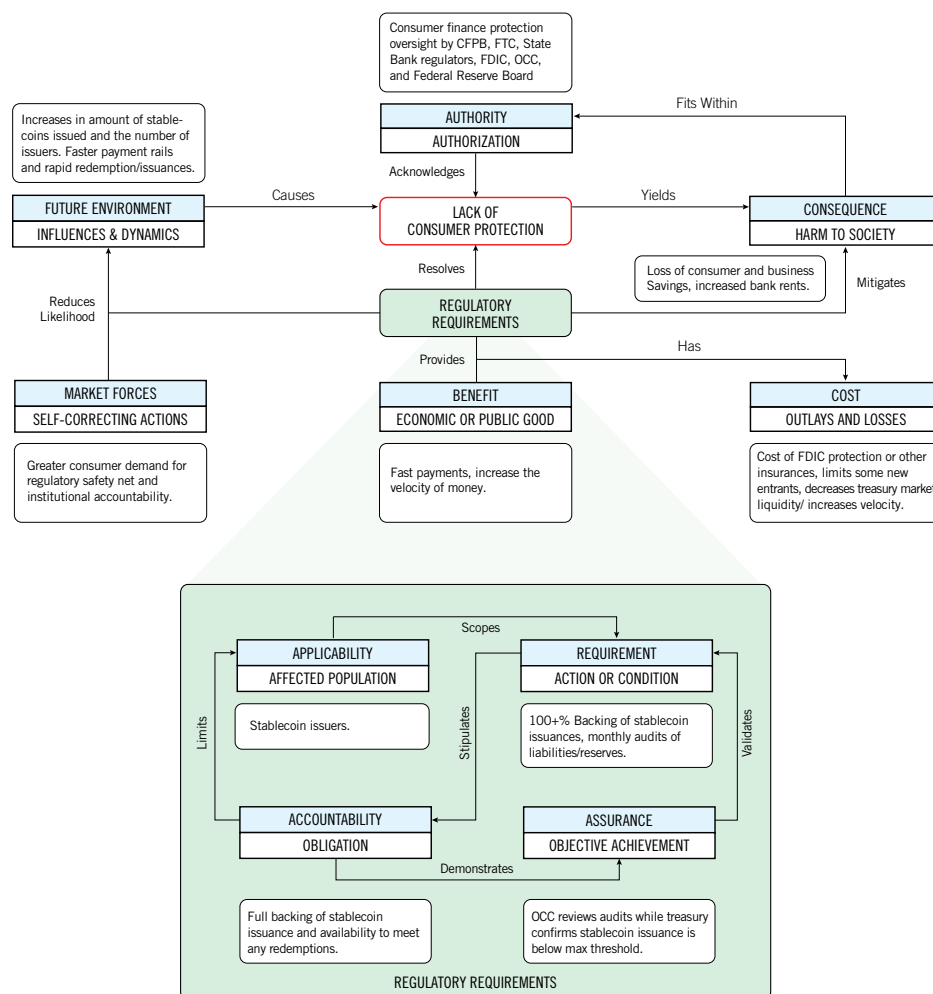 Consumer finance protection
oversight by CFPB, FTC, State
Bank regulators, FDIC, OCC,
and Federal Reserve Board
Fits Within
AUTHORITY
AUTHORIZATION
Increases in amount of stable-
coins issued and the number of
issuers. Faster payment rails
and rapid redemption/issuances.
Acknowledges
FUTURE ENVIRONMENT
INFLUENCES & DYNAMICS
Causes
LACK OF
CONSUMER PROTECTION
Yields
CONSEQUENCE
HARM TO SOCIETY
Resolves
Loss of consumer and business
Savings, increased bank rents.
Mitigates
Reduces
Likelihood
REGULATORY
REQUIREMENTS
Provides
Has
MARKET FORCES
SELF-CORRECTING ACTIONS
BENEFIT
ECONOMIC OR PUBLIC GOOD
COST
OUTLAYS AND LOSSES
Greater consumer demand for
regulatory safety net and
institutional accountability.
Fast payments, increase the
velocity of money.
Cost of FDIC protection or other
insurances, limits some new
entrants, decreases treasury market
liquidity/ increases velocity.
Scopes
APPLICABILITY
AFFECTED POPULATION
REQUIREMENT
ACTION OR CONDITION
Limits
Stablecoin issuers.
Stipulates
100+% Backing of stablecoin
issuances, monthly audits of
liabilities/reserves.
Validates
ACCOUNTABILITY
OBLIGATION
ASSURANCE
OBJECTIVE ACHIEVEMENT
Demonstrates
Full backing of stablecoin
issuance and availability to meet
any redemptions.
OCC reviews audits while treasury
confirms stablecoin issuance is
below max threshold.
REGULATORY REQUIREMENTS